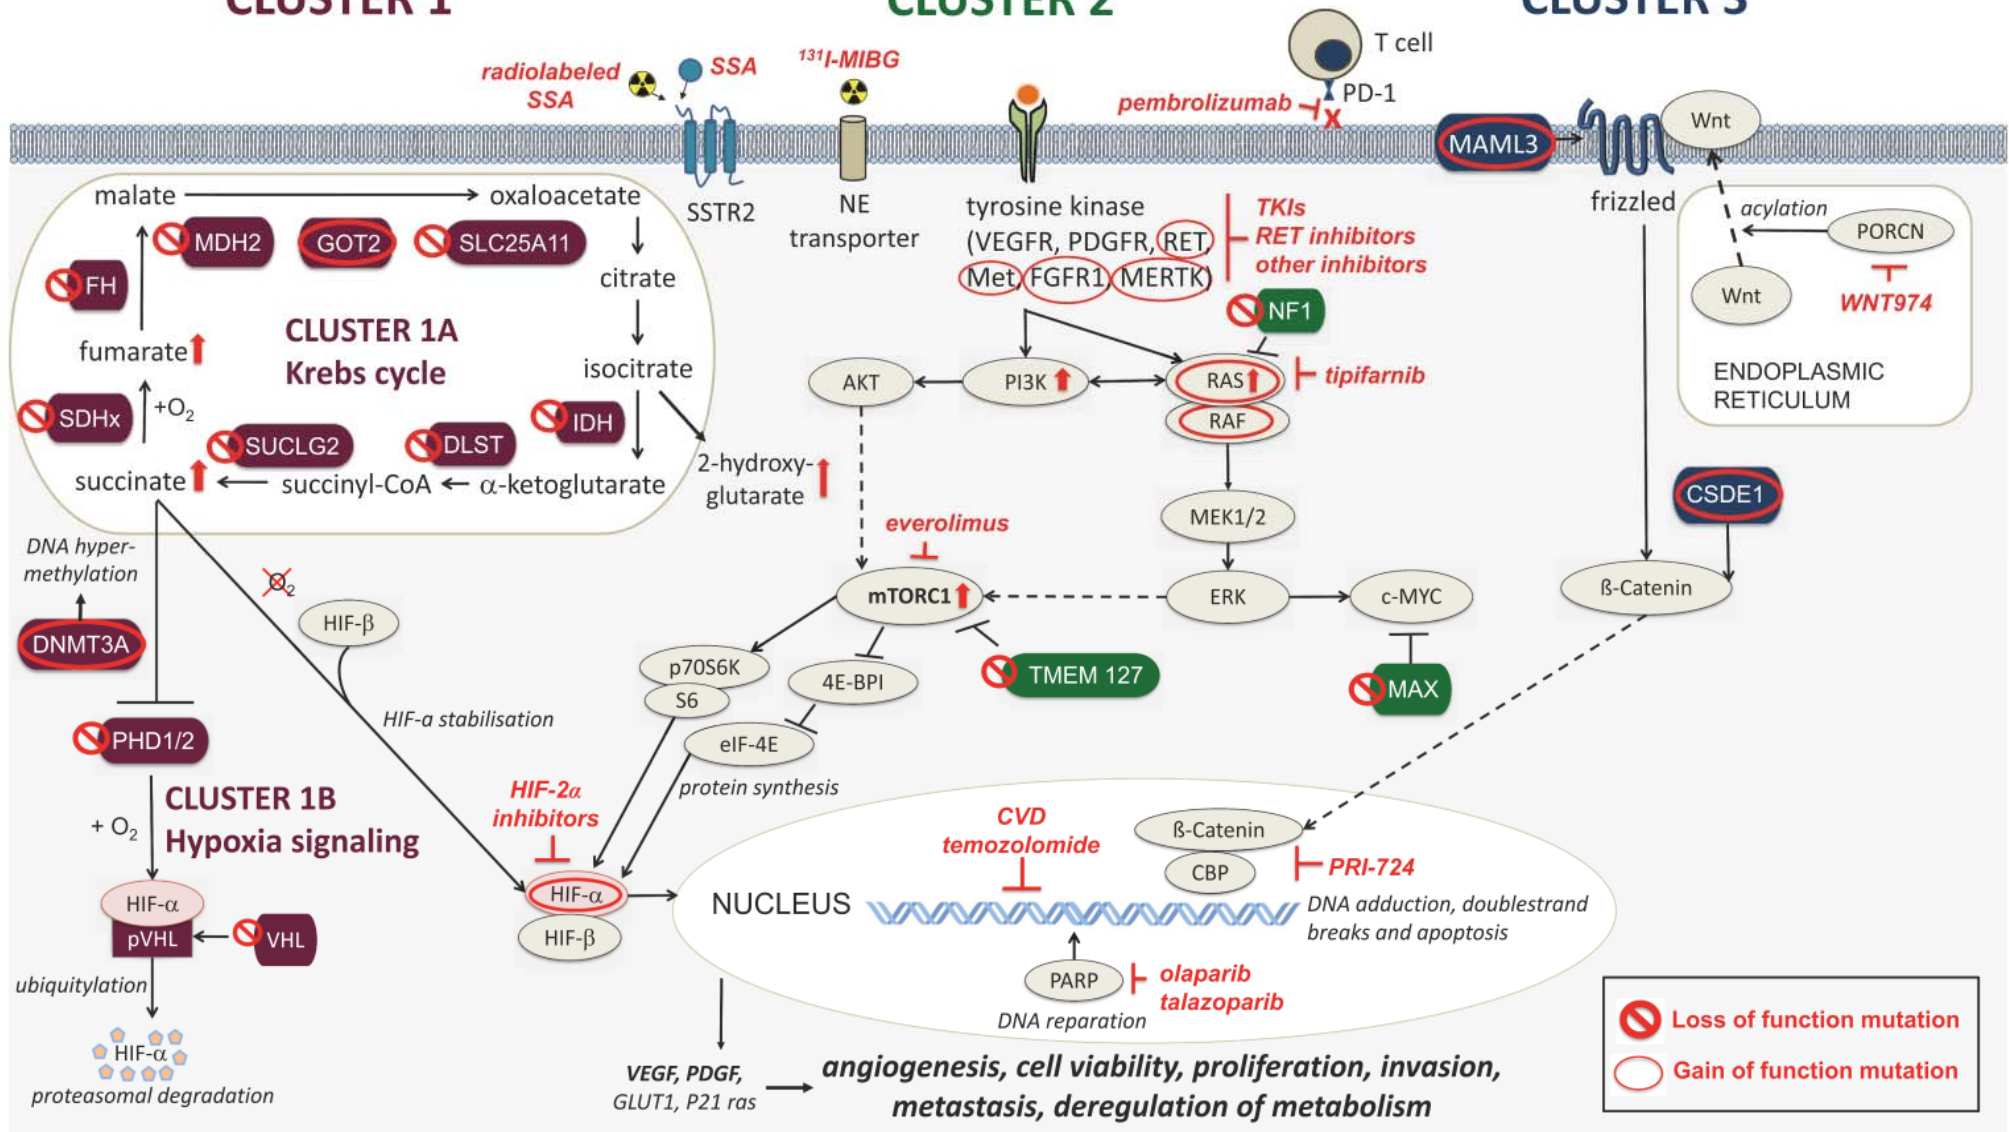 CLUSTER 1
CLUSTER 2
CLUSTER 3
T cell
PD-1
radiolabeled
SSA
SSA
131I-MIBG
pembrolizumab
X
MAML3
Wnt
SSTR2
NE
transporter
frizzled
tyrosine kinase
(VEGFR, PDGFR, RET,
Met, FGFR1, MERTK)
TKIs
RET inhibitors
other inhibitors
acylation
PORCN
Wnt
WNT974
ENDOPLASMIC
RETICULUM
malate
oxaloacetate
MDH2
GOT2
SLC25A11
FH
citrate
CLUSTER 1A
Krebs cycle
fumarate
isocitrate
SDHx
+O2
SUCLG2
DLST
IDH
succinate
succinyl-CoA
α-ketoglutarate
2-hydroxy-
glutarate
NF1
AKT
PI3K
RAS
RAF
tipifarnib
MEK1/2
CSDE1
everolimus
mTORC1
ERK
c-MYC
ß-Catenin
DNA hyper-
methylation
DNMT3A
O2
HIF-β
p70S6K
S6
4E-BPI
TMEM 127
MAX
HIF-α stabilisation
eIF-4E
protein synthesis
PHD1/2
CLUSTER 1B
Hypoxia signaling
+ O2
HIF-2α
inhibitors
HIF-α
HIF-β
HIF-α
pVHL
VHL
ubiquitylation
HIF-α
proteasomal degradation
NUCLEUS
CVD
temozolomide
ß-Catenin
CBP
PRI-724
DNA adduction, doublestrand
breaks and apoptosis
PARP
olaparib
talazoparib
DNA reparation
VEGF, PDGF,
GLUT1, P21 ras
angiogenesis, cell viability, proliferation, invasion,
metastasis, deregulation of metabolism
Loss of function mutation
Gain of function mutation